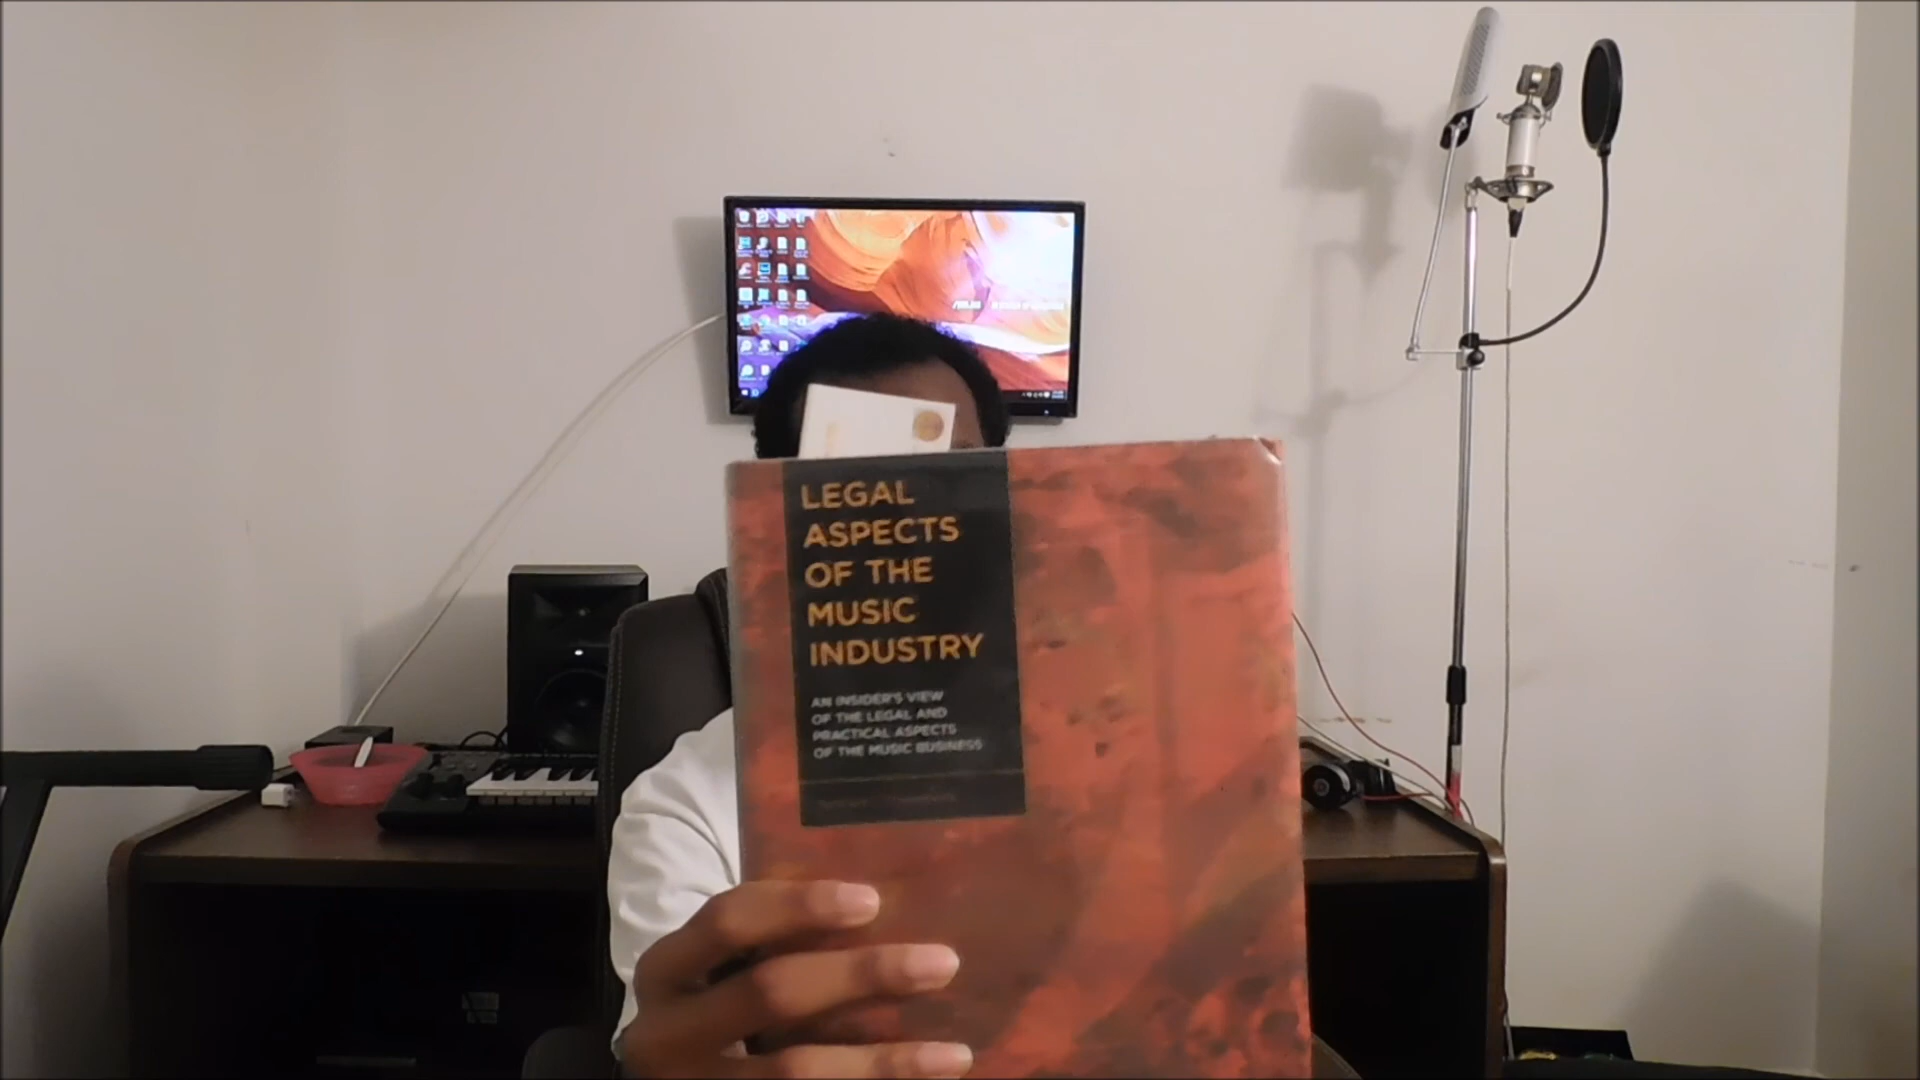 /ISUS
LEGAL
ASPECTS
OF THE
MUSIC
INDUSTRY
AN INSIDER'S VIEW
OF THE LEGAL AND
PRACTICAL ASPECTS
OF THE MUSIC BUSINESS